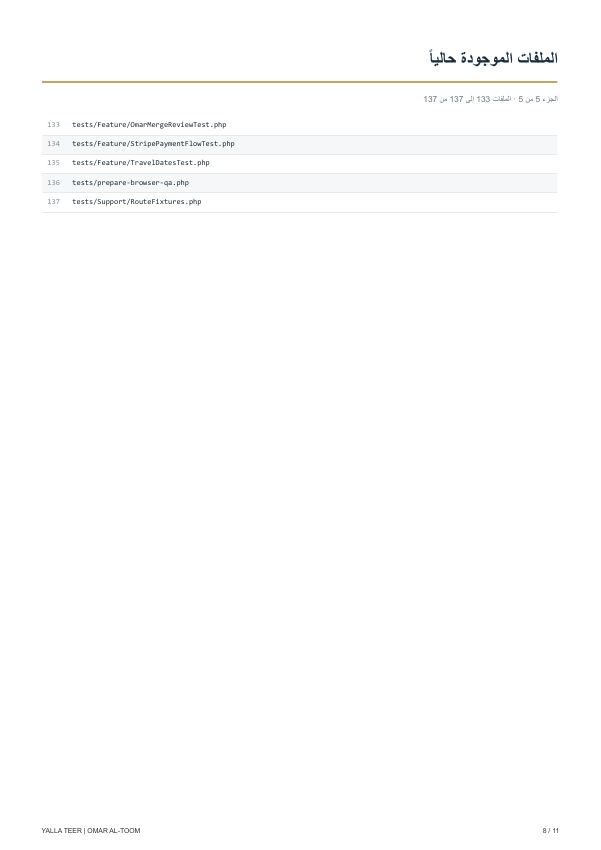 الملفات الموجودة حالياً
الجزء 5 من 5 · الملفات 133 إلى 137 من 137
133 tests/Feature/OmarMergeReviewTest.php
134 tests/Feature/StripePaymentFlowTest.php
135 tests/Feature/TravelDatesTest.php
136 tests/prepare-browser-qa.php
137 tests/Support/RouteFixtures.php
YALLA TEER | OMAR AL-TOOM
8 / 11